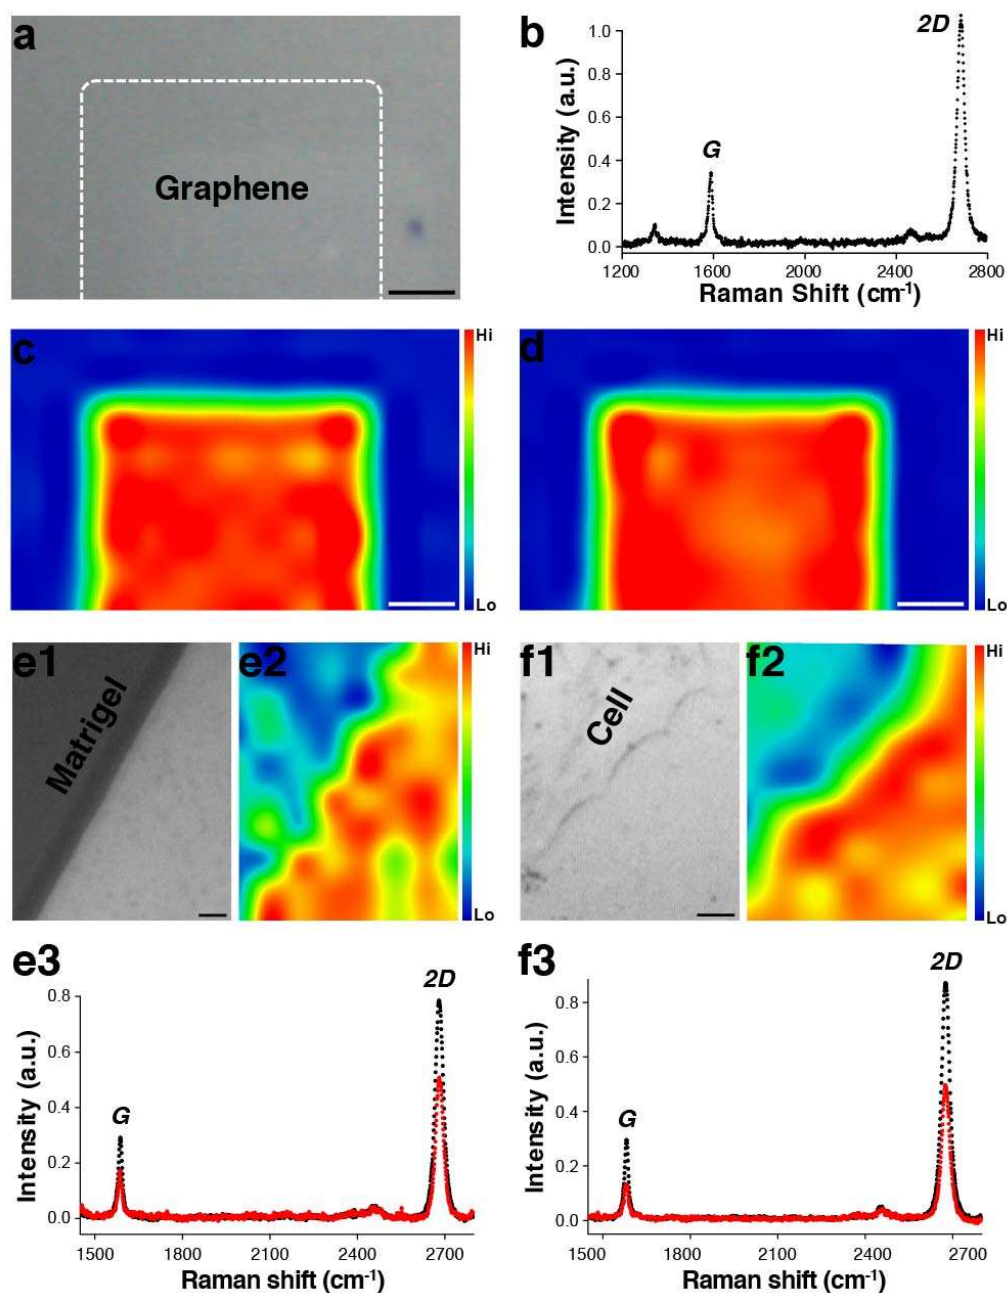 a
Graphene
b
2D
G
Intensity (a.u.)
1.0
0.8
0.6
0.4
0.2
0.0
1200 1600 2000 2400 2800
Raman Shift (cm⁻¹)
c
Hi
Lo
d
Hi
Lo
e1
Matrigel
e2
Hi
Lo
f1
Cell
f2
Hi
Lo
e3
2D
G
Intensity (a.u.)
0.8
0.6
0.4
0.2
0.0
1500 1800 2100 2400 2700
Raman shift (cm⁻¹)
f3
2D
G
Intensity (a.u.)
0.8
0.6
0.4
0.2
0.0
1500 1800 2100 2400 2700
Raman shift (cm⁻¹)